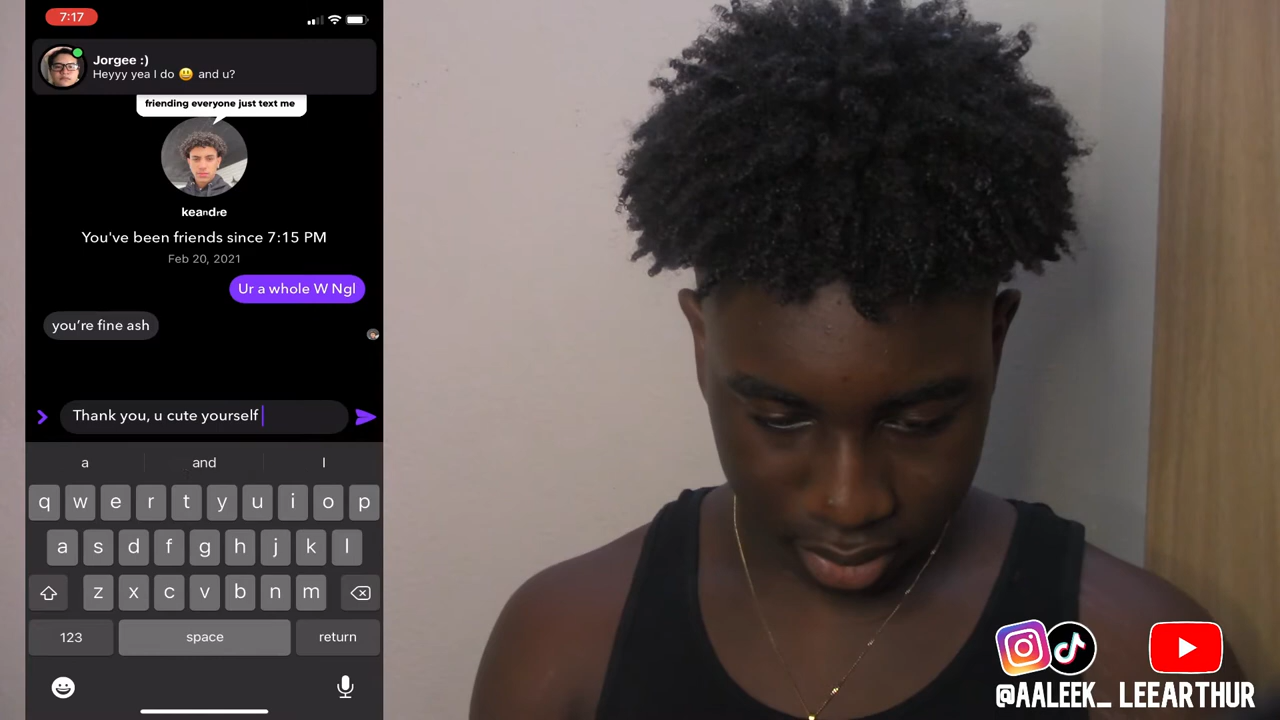 7:17
Jorgee :)
Heyyy yea I do 😃 and u?
friending everyone just text me
keandre
You've been friends since 7:15 PM
Feb 20, 2021
Ur a whole W Ngl
you're fine ash
Thank you, u cute yourself
a and I
q w e r t y u i o p
a s d f g h j k l
z x c v b n m
123 space return
@AALEEK_ LEEARTHUR